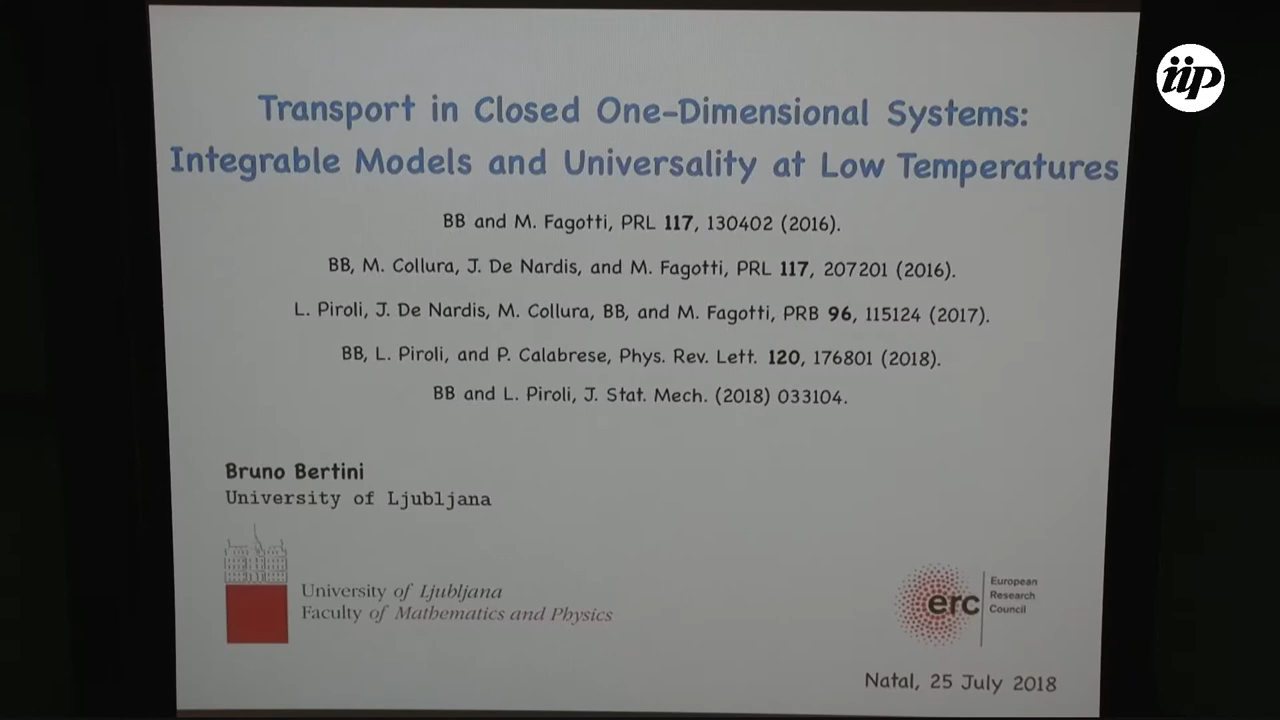 iip
Transport in Closed One-Dimensional Systems:
Integrable Models and Universality at Low Temperatures
BB and M. Fagotti, PRL 117, 130402 (2016).
BB, M. Collura, J. De Nardis, and M. Fagotti, PRL 117, 207201 (2016).
L. Piroli, J. De Nardis, M. Collura, BB, and M. Fagotti, PRB 96, 115124 (2017).
BB, L. Piroli, and P. Calabrese, Phys. Rev. Lett. 120, 176801 (2018).
BB and L. Piroli, J. Stat. Mech. (2018) 033104.
Bruno Bertini
University of Ljubljana
University of Ljubljana
Faculty of Mathematics and Physics
erc
European
Research
Council
Natal, 25 July 2018